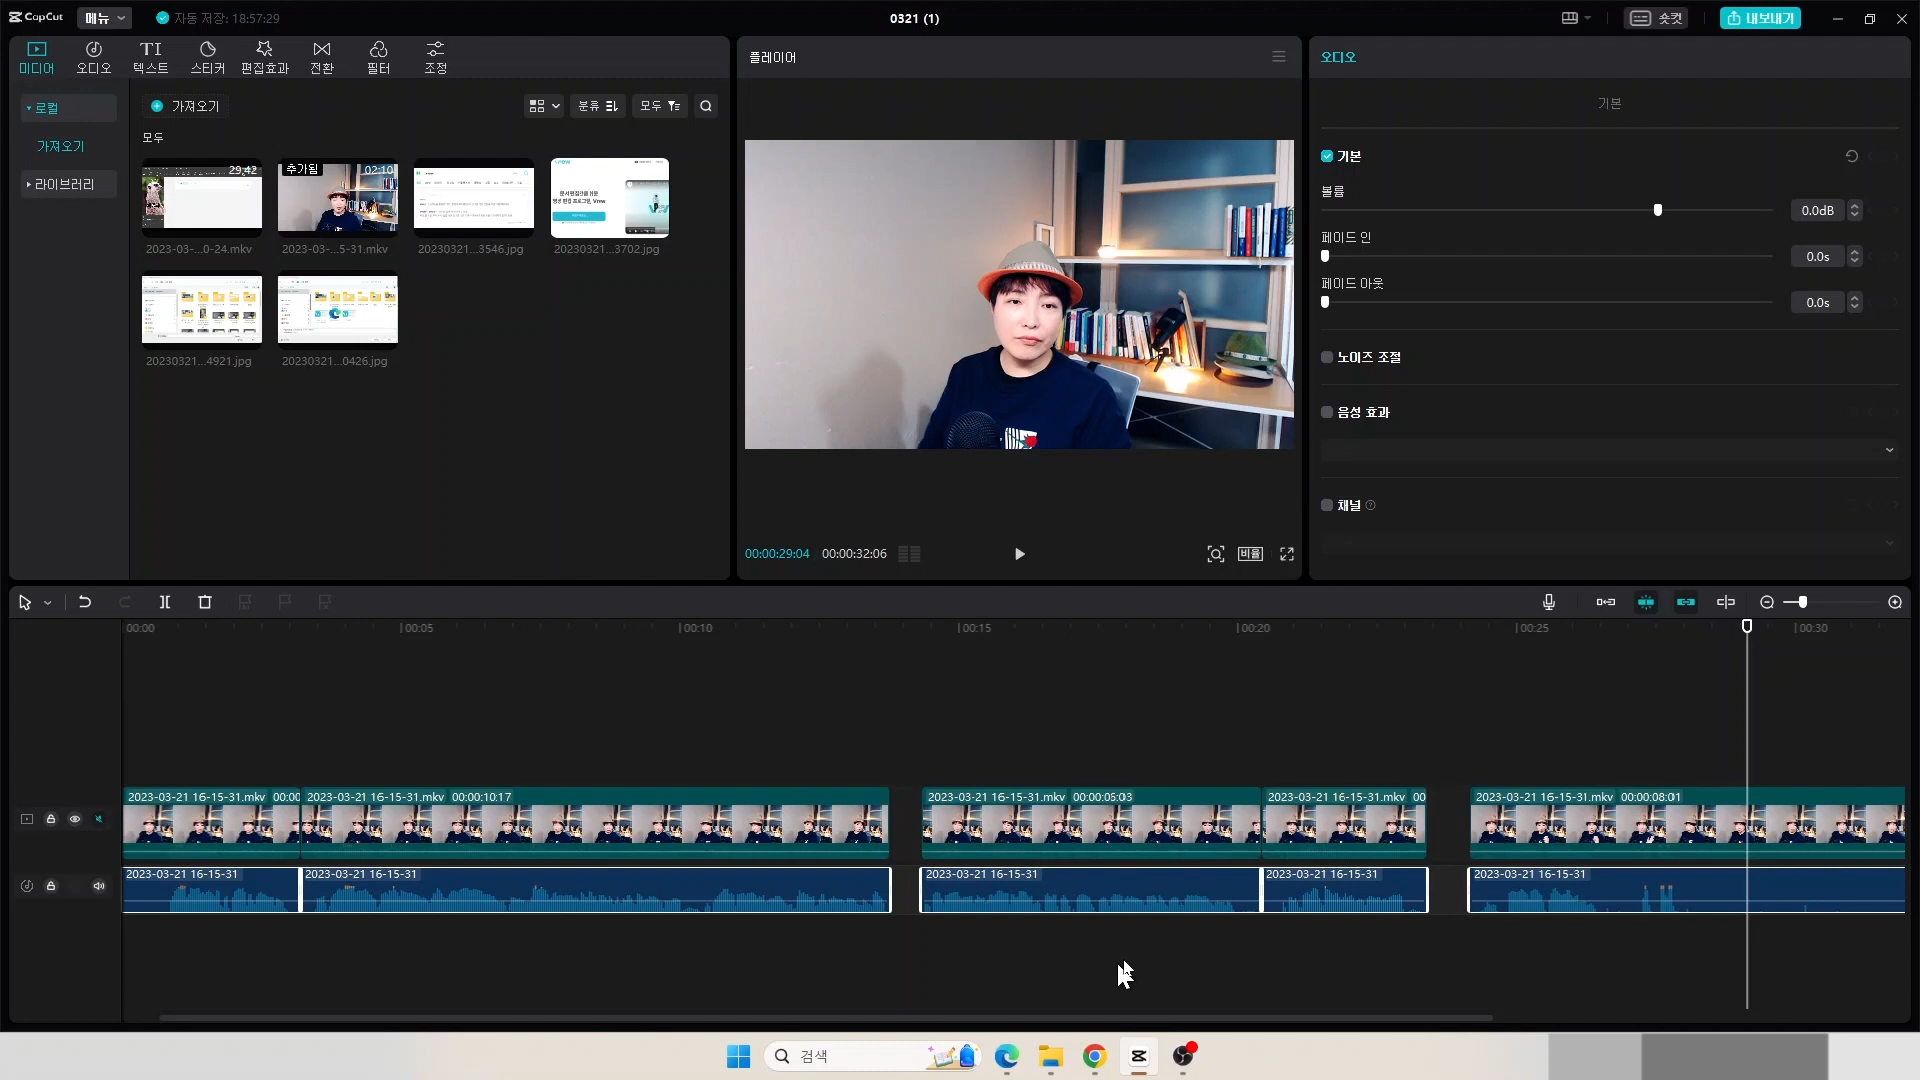 CapCut 메뉴 자동 저장: 18:57:29 0321 (1) 숏컷 내보내기
미디어 오디오 텍스트 스티커 편집효과 전환 필터 조정
로컬
가져오기
라이브러리
가져오기 분류 모두
모두
29:42
추가됨 02:10
2023-03-...0-24.mkv 2023-03-...5-31.mkv 20230321...3546.jpg 20230321...3702.jpg
20230321...4921.jpg 20230321...0426.jpg
플레이어
00:00:29:04 00:00:32:06 비율
오디오
기본
기본
볼륨
0.0dB
페이드 인
0.0s
페이드 아웃
0.0s
노이즈 조절
음성 효과
채널
00:00 00:05 00:10 00:15 00:20 00:25 00:30
2023-03-21 16-15-31.mkv 00:00 2023-03-21 16-15-31.mkv 00:00:10:17 2023-03-21 16-15-31.mkv 00:00:06:03 2023-03-21 16-15-31.mkv 00 2023-03-21 16-15-31.mkv 00:00:08:01
2023-03-21 16-15-31 2023-03-21 16-15-31 2023-03-21 16-15-31 2023-03-21 16-15-31 2023-03-21 16-15-31
검색